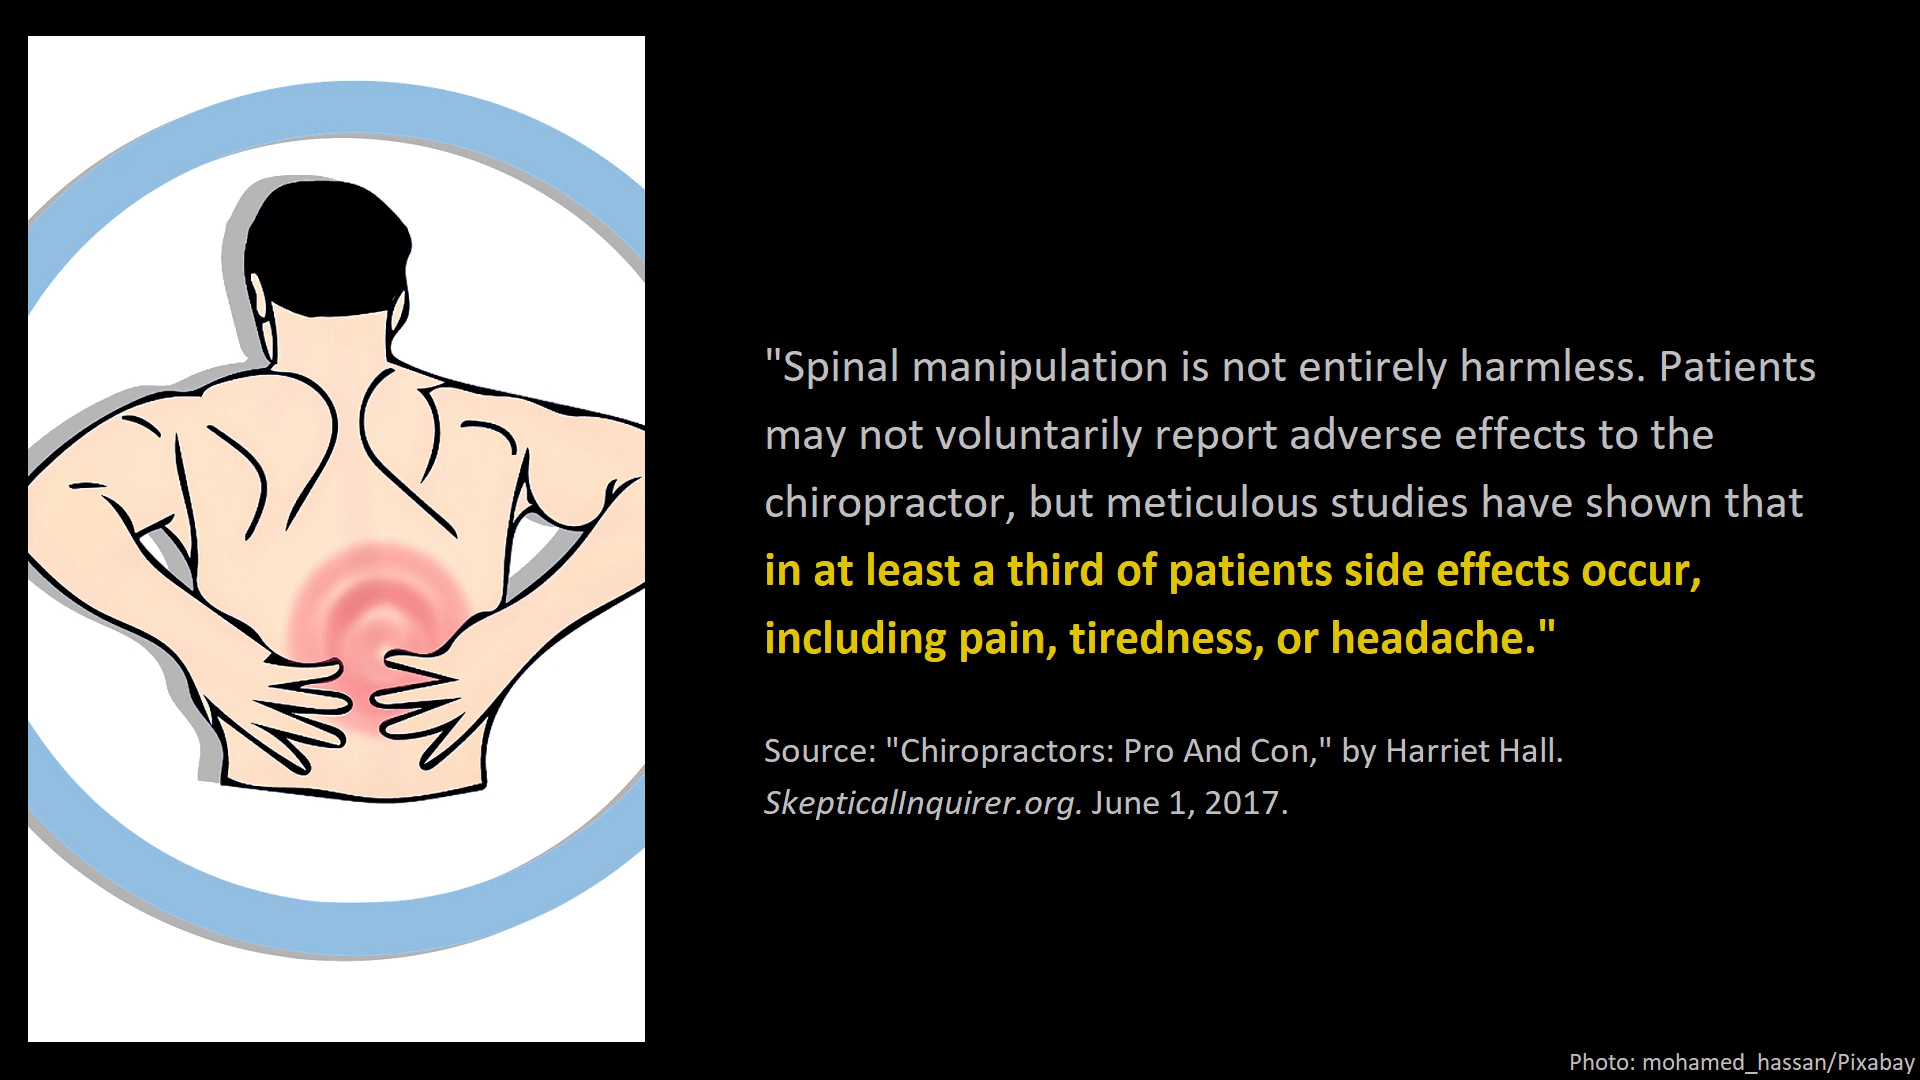 "Spinal manipulation is not entirely harmless. Patients
may not voluntarily report adverse effects to the
chiropractor, but meticulous studies have shown that
in at least a third of patients side effects occur,
including pain, tiredness, or headache."
Source: "Chiropractors: Pro And Con," by Harriet Hall.
SkepticalInquirer.org. June 1, 2017.
Photo: mohamed_hassan/Pixabay